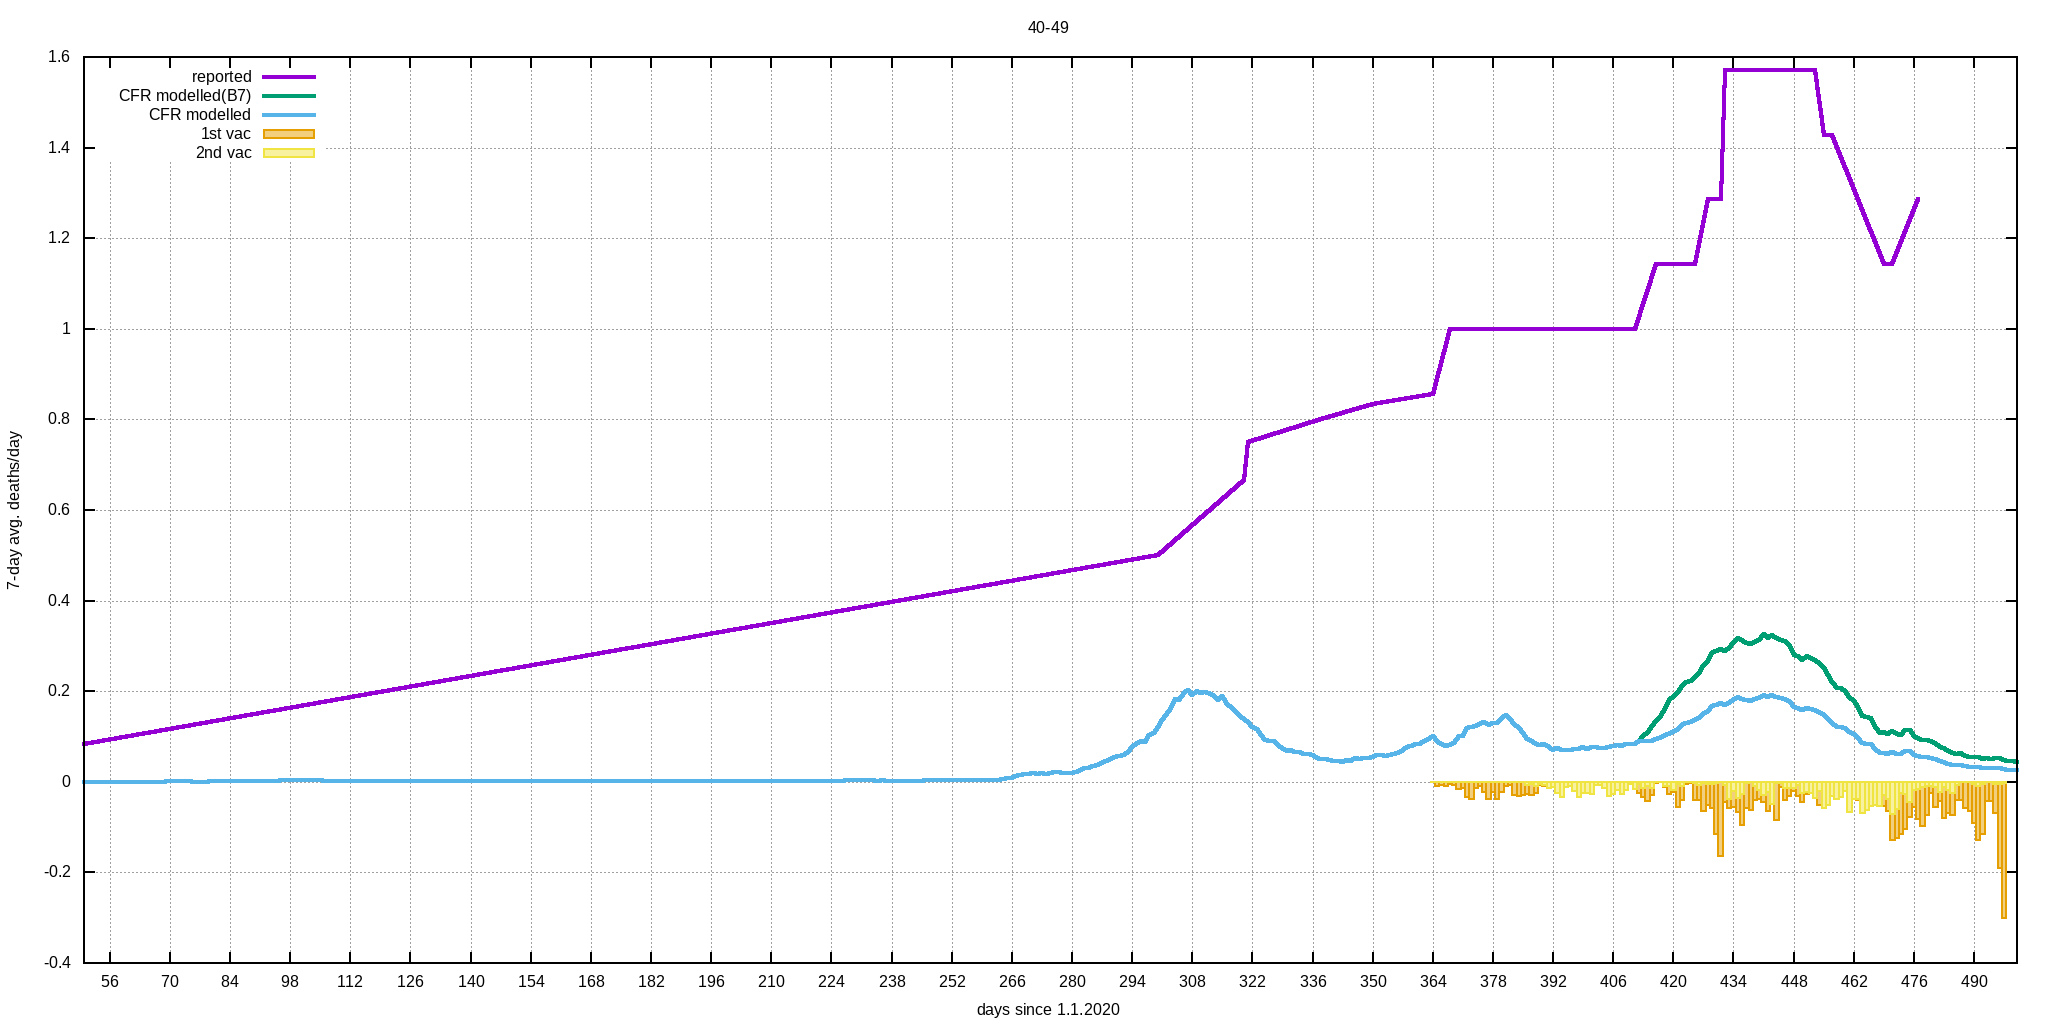 40-49
reported
CFR modelled(B7)
CFR modelled
1st vac
2nd vac
7-day avg. deaths/day
1.6
1.4
1.2
1
0.8
0.6
0.4
0.2
0
-0.2
-0.4
56 70 84 98 112 126 140 154 168 182 196 210 224 238 252 266 280 294 308 322 336 350 364 378 392 406 420 434 448 462 476 490
days since 1.1.2020